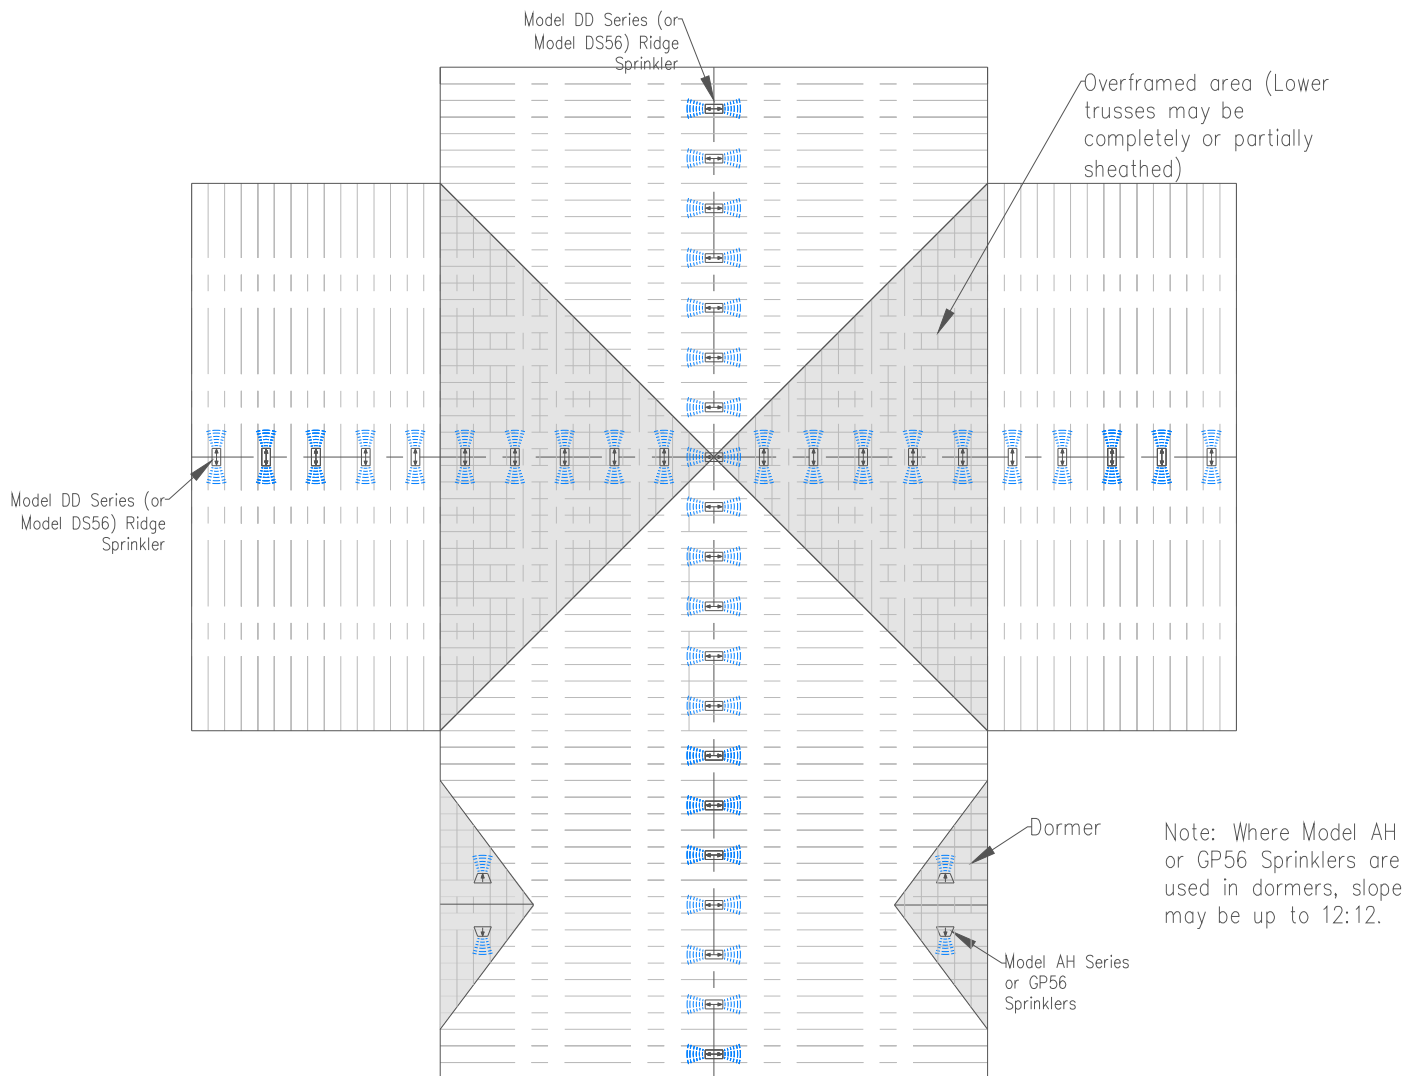 Model DD Series (or
Model DS56) Ridge
Sprinkler
Overframed area (Lower
trusses may be
completely or partially
sheathed)
Model DD Series (or
Model DS56) Ridge
Sprinkler
Dormer
Note: Where Model AH
or GP56 Sprinklers are
used in dormers, slope
may be up to 12:12.
Model AH Series
or GP56
Sprinklers